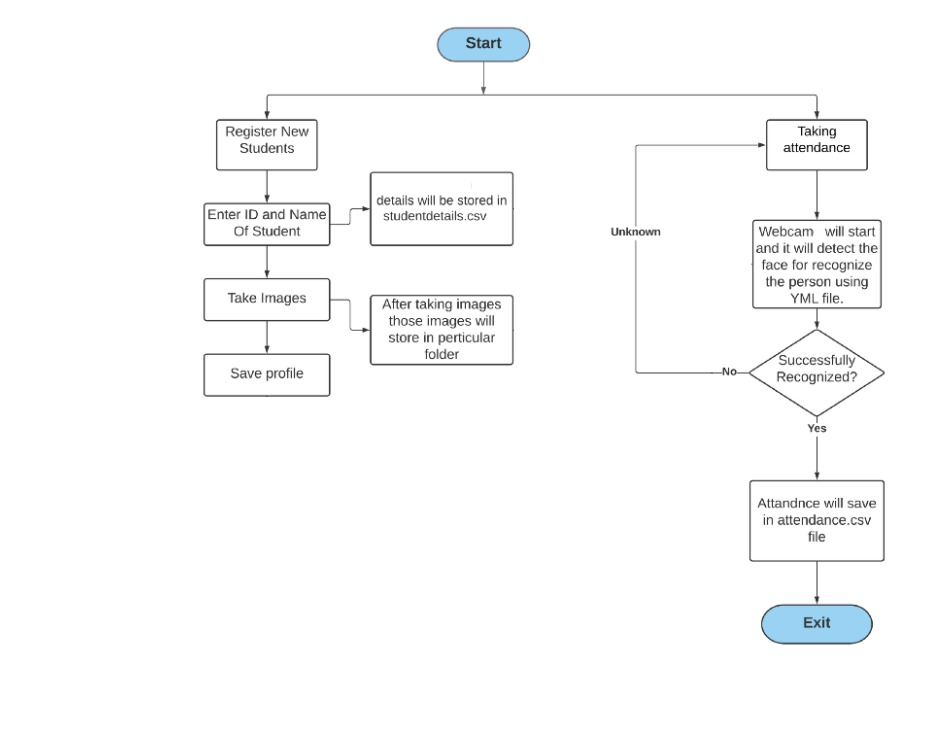 Start
Register New
Students
Enter ID and Name
Of Student
details will be stored in
studentdetails.csv
Take Images
After taking images
those images will
store in perticular
folder
Save profile
Taking
attendance
Unknown
Webcam will start
and it will detect the
face for recognize
the person using
YML file.
Successfully
Recognized?
No
Yes
Attandnce will save
in attendance.csv
file
Exit